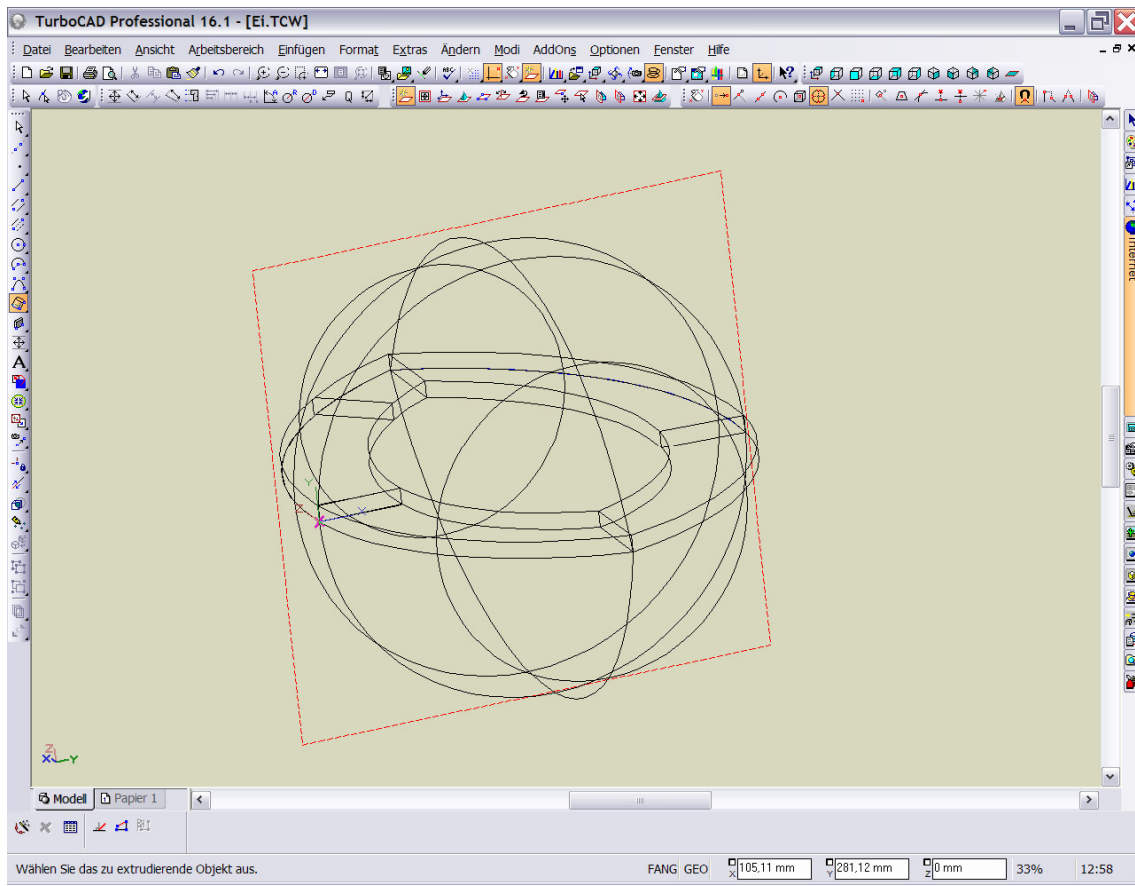 TurboCAD Professional 16.1 - [Ei.TCW]
Datei Bearbeiten Ansicht Arbeitsbereich Einfügen Format Extras Ändern Modi AddOns Optionen Fenster Hilfe
Internet
Y
Z X
Z
X Y
Modell Papier 1
Wählen Sie das zu extrudierende Objekt aus. FANG GEO X 105,11 mm Y 281,12 mm Z 0 mm 33% 12:58